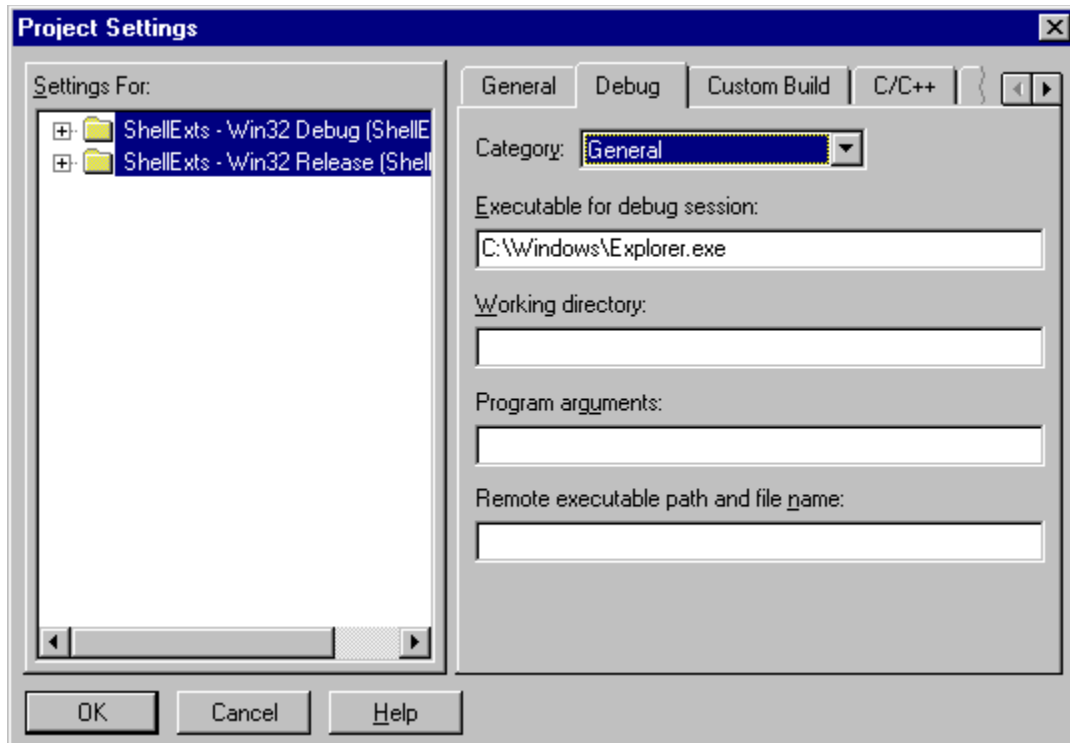 Project Settings
Settings For:
ShellExts - Win32 Debug (ShellE
ShellExts - Win32 Release (Shell
General Debug Custom Build C/C++
Category: General
Executable for debug session:
C:\Windows\Explorer.exe
Working directory:
Program arguments:
Remote executable path and file name:
OK Cancel Help